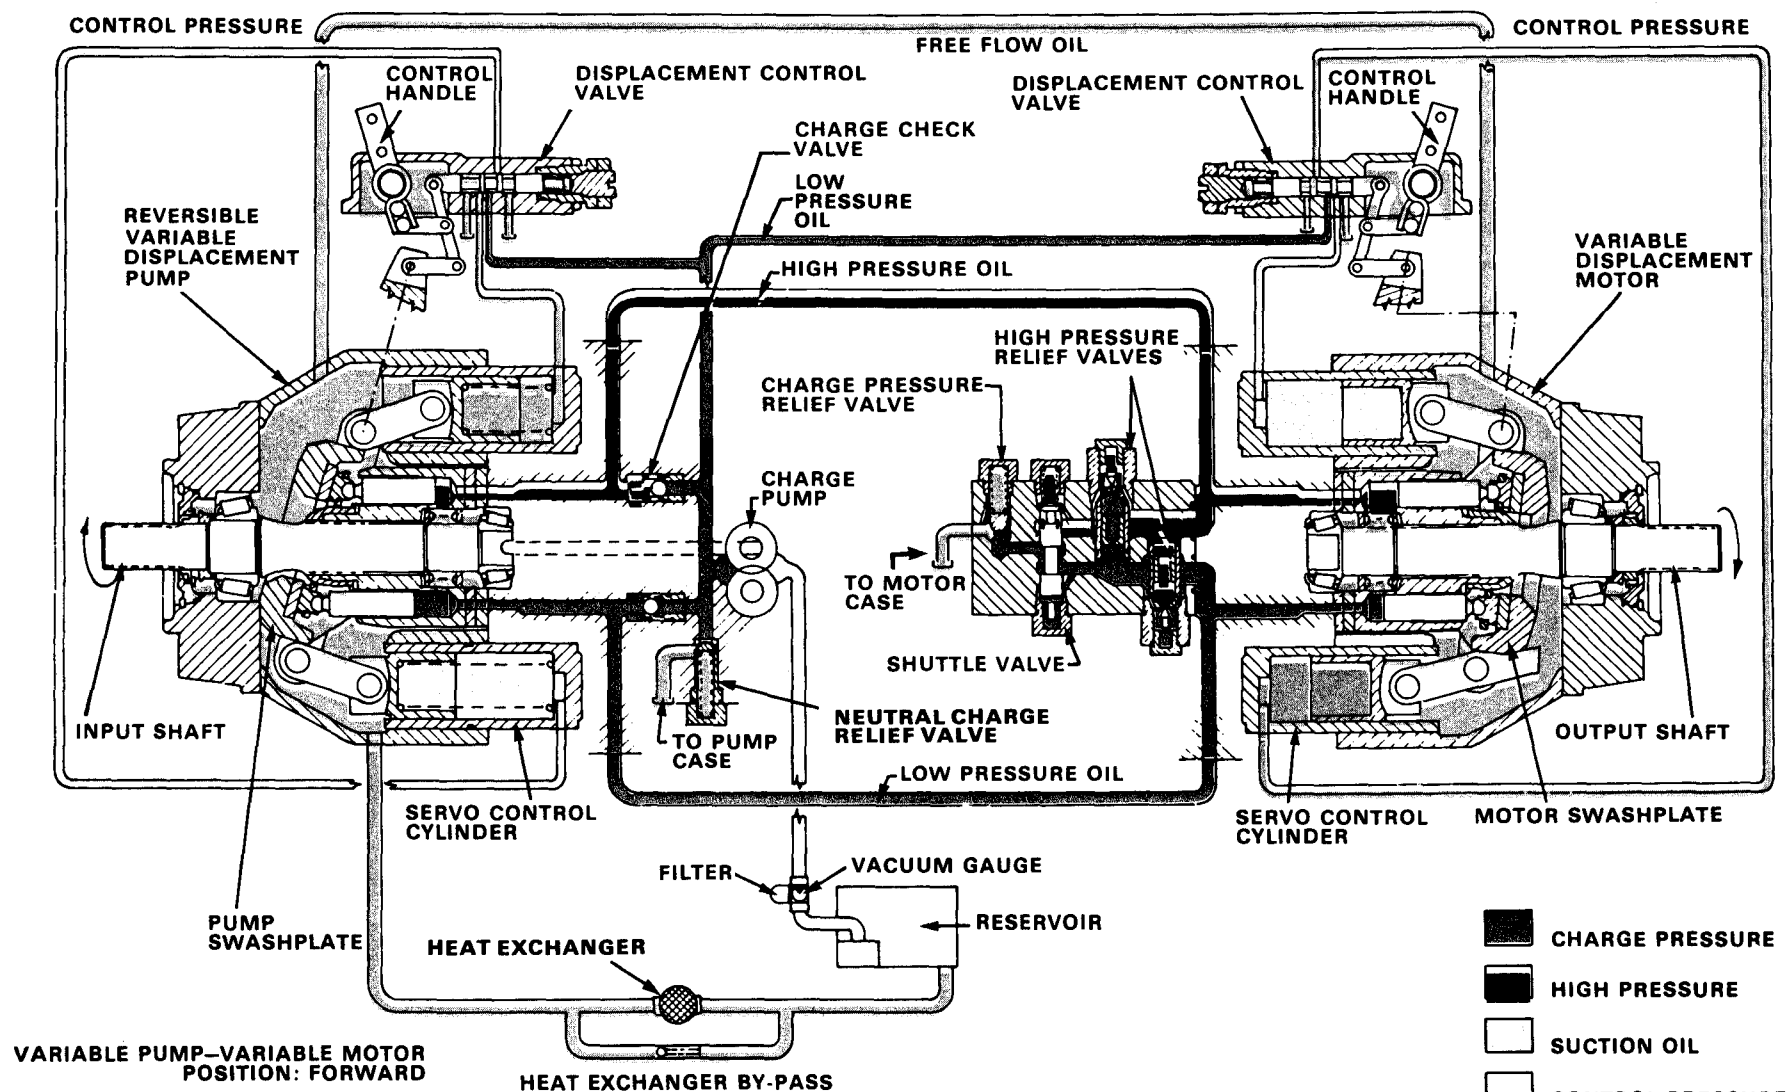 CONTROL PRESSURE
FREE FLOW OIL
CONTROL PRESSURE
CONTROL
HANDLE
DISPLACEMENT CONTROL
VALVE
DISPLACEMENT CONTROL
VALVE
CONTROL
HANDLE
CHARGE CHECK
VALVE
LOW
PRESSURE
OIL
REVERSIBLE
VARIABLE
DISPLACEMENT
PUMP
HIGH PRESSURE OIL
VARIABLE
DISPLACEMENT
MOTOR
HIGH PRESSURE
RELIEF VALVES
CHARGE PRESSURE
RELIEF VALVE
CHARGE
PUMP
TO MOTOR
CASE
SHUTTLE VALVE
INPUT SHAFT
NEUTRAL CHARGE
RELIEF VALVE
TO PUMP
CASE
OUTPUT SHAFT
LOW PRESSURE OIL
SERVO CONTROL
CYLINDER
SERVO CONTROL
CYLINDER
MOTOR SWASHPLATE
FILTER
VACUUM GAUGE
PUMP
SWASHPLATE
RESERVOIR
HEAT EXCHANGER
CHARGE PRESSURE
HIGH PRESSURE
SUCTION OIL
VARIABLE PUMP–VARIABLE MOTOR
POSITION: FORWARD
HEAT EXCHANGER BY-PASS